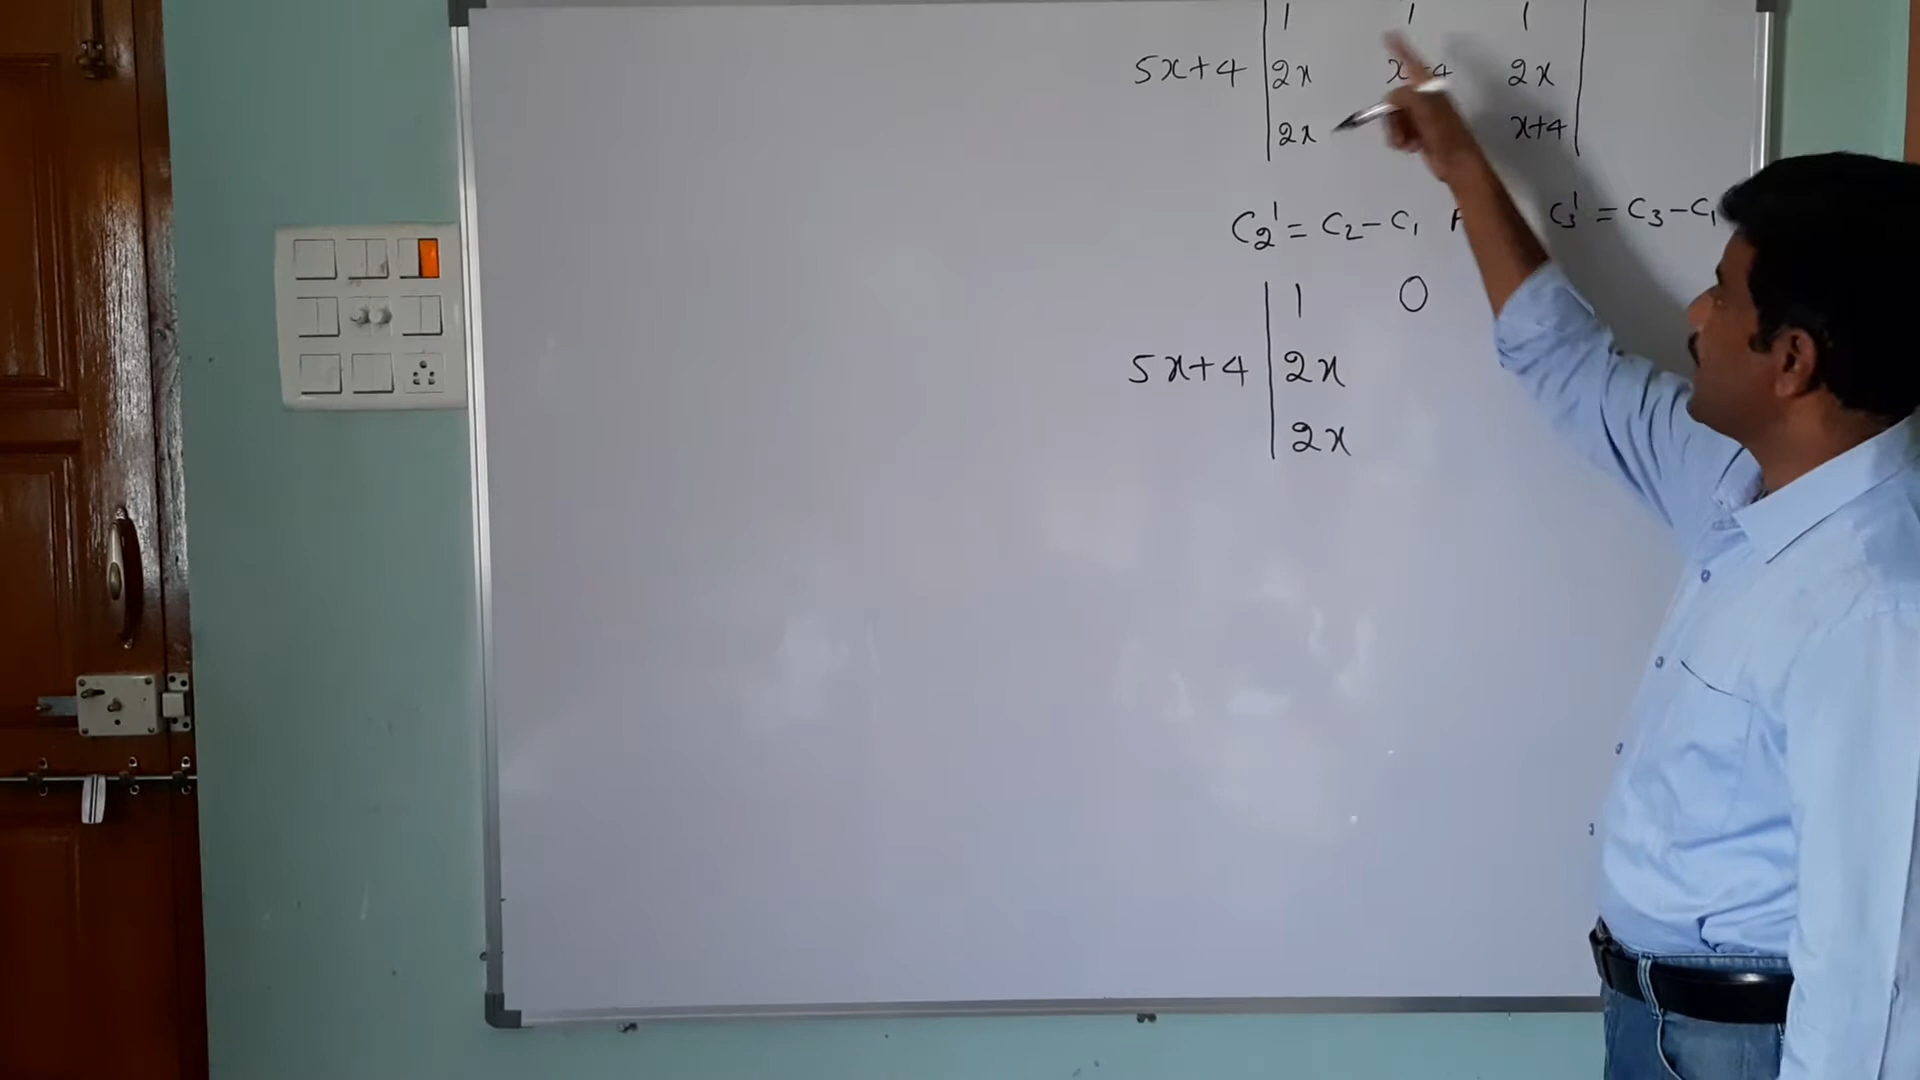 1 1 1
5x+4 2x x+4 2x
2x x+4
C2' = C2-C1 C3' = C3-C1
1 0
5x+4 2x
2x